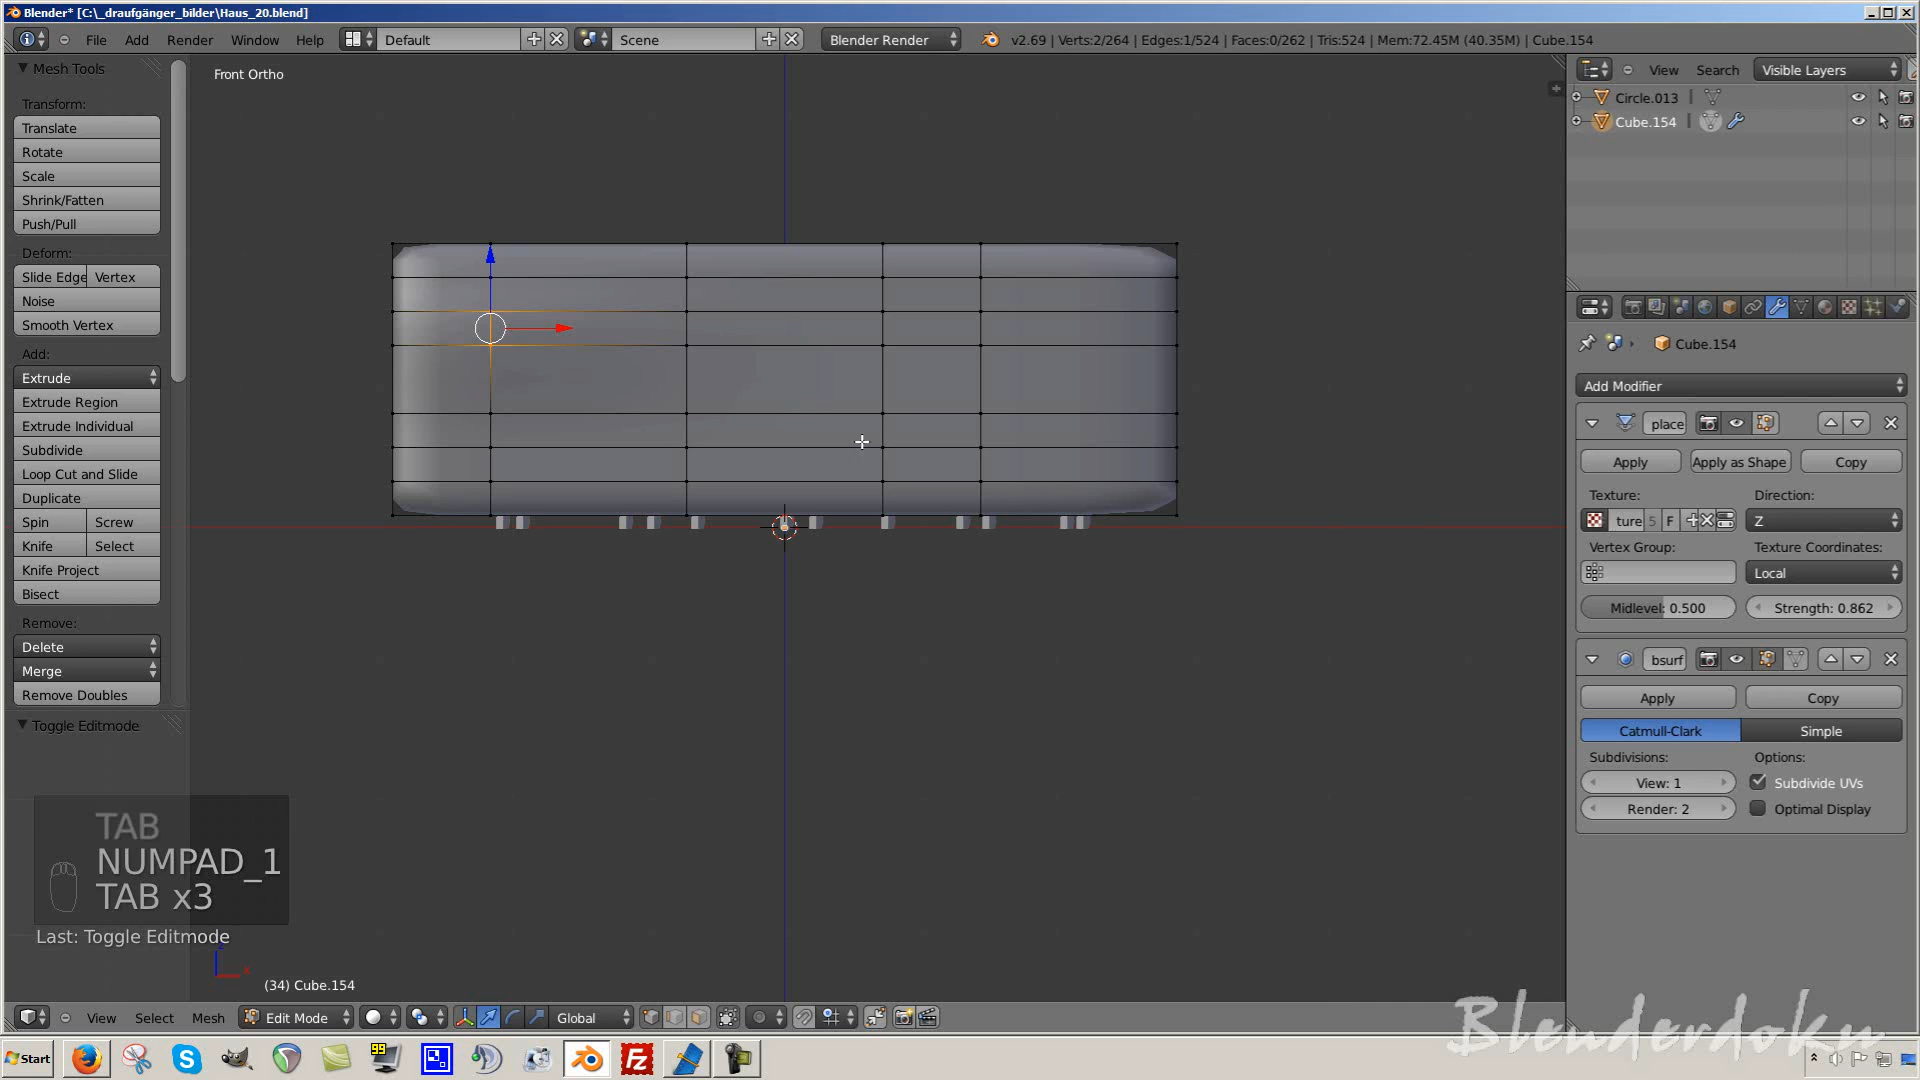 Blender* [C:\_draufgänger_bilder\Haus_20.blend]
File Add Render Window Help Default Scene Blender Render v2.69 | Verts:2/264 | Edges:1/524 | Faces:0/262 | Tris:524 | Mem:72.45M (40.35M) | Cube.154
Mesh Tools
Transform:
Translate
Rotate
Scale
Shrink/Fatten
Push/Pull
Deform:
Slide Edge Vertex
Noise
Smooth Vertex
Add:
Extrude
Extrude Region
Extrude Individual
Subdivide
Loop Cut and Slide
Duplicate
Spin Screw
Knife Select
Knife Project
Bisect
Remove:
Delete
Merge
Remove Doubles
Toggle Editmode
Front Ortho
TAB
NUMPAD_1
TAB x3
Last: Toggle Editmode
x
(34) Cube.154
View Select Mesh Edit Mode Global
View Search Visible Layers
Circle.013
Cube.154
Cube.154
Add Modifier
place
Apply Apply as Shape Copy
Texture: Direction:
ture 5 F Z
Vertex Group: Texture Coordinates:
Local
Midlevel: 0.500 Strength: 0.862
bsurf
Apply Copy
Catmull-Clark Simple
Subdivisions: Options:
View: 1 Subdivide UVs
Render: 2 Optimal Display
Blenderdoku
Start
99